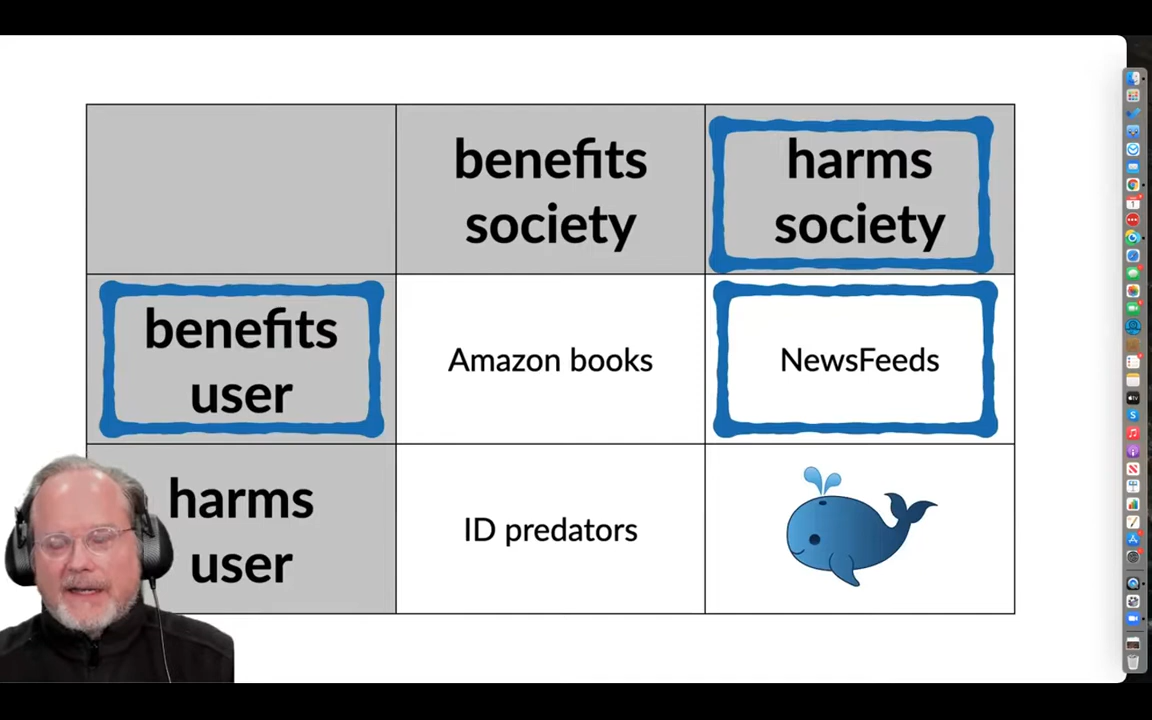 benefits
society
harms
society
benefits
user
Amazon books
NewsFeeds
harms
user
ID predators